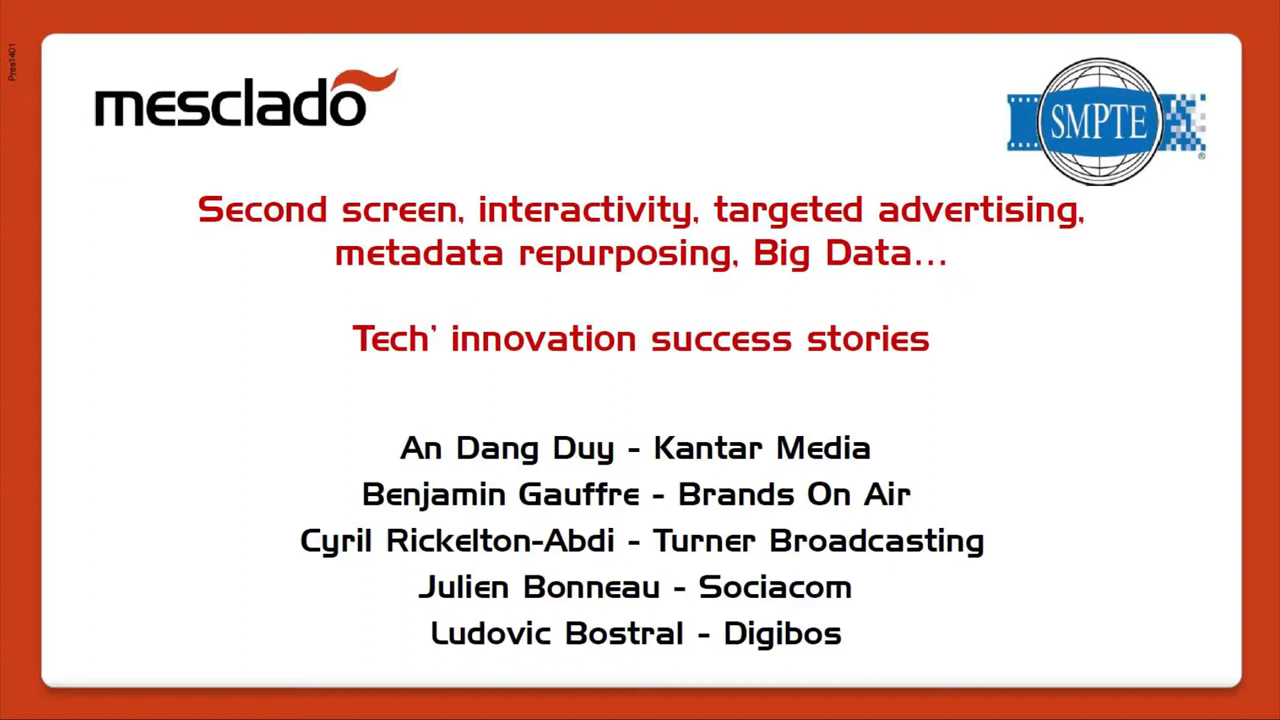 Prest401
mesclado
SMPTE
®
Second screen, interactivity, targeted advertising,
metadata repurposing, Big Data...
Tech' innovation success stories
An Dang Duy - Kantar Media
Benjamin Gauffre - Brands On Air
Cyril Rickelton-Abdi - Turner Broadcasting
Julien Bonneau - Sociacom
Ludovic Bostral - Digibos